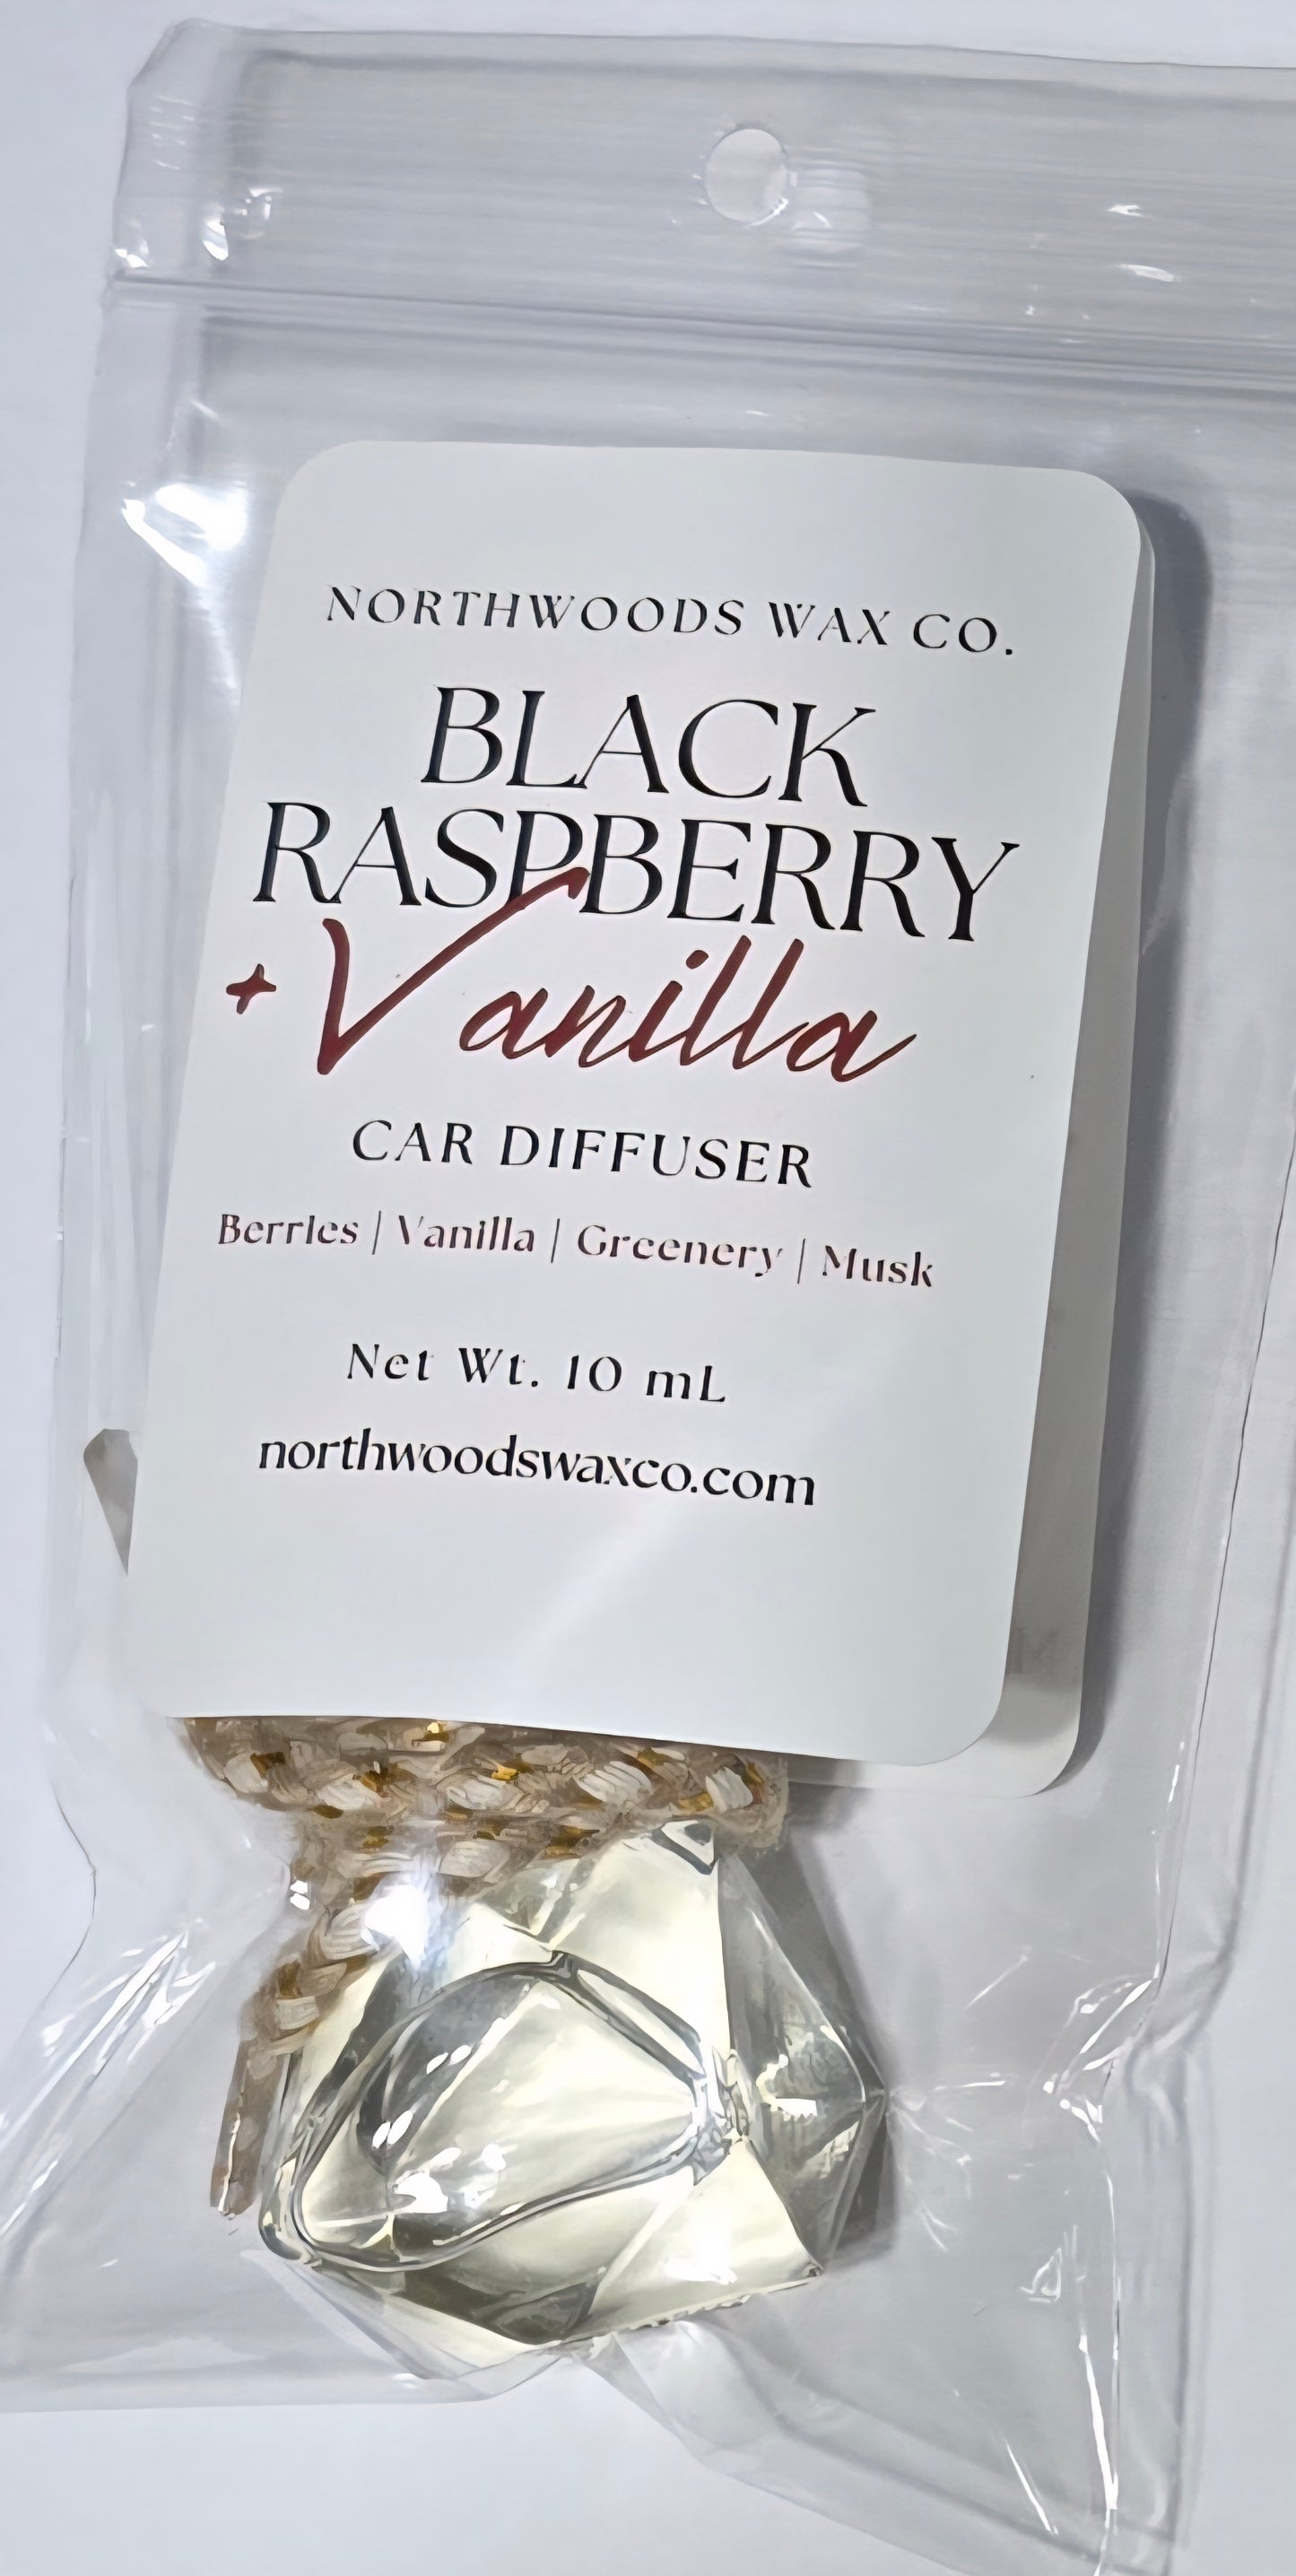 NORTHWOODS WAX CO.
BLACK
RASPBERRY
+ Vanilla
CAR DIFFUSER
Berries | Vanilla | Greenery | Musk
Net Wt. 10 mL
northwoodswaxco.com